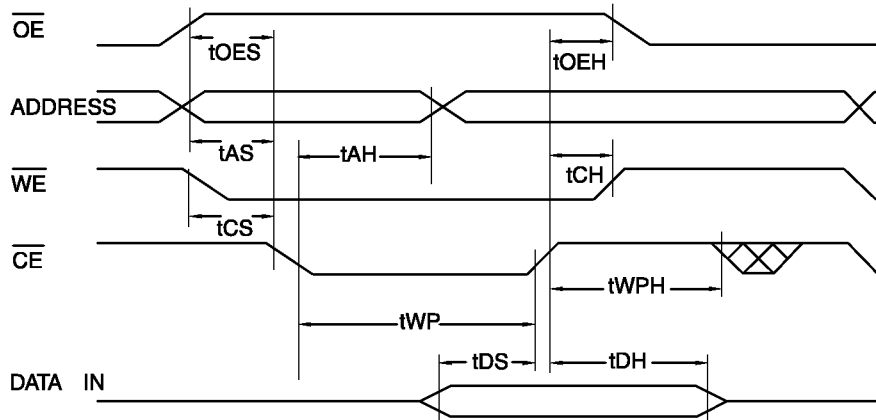 OE
tOES
tOEH
ADDRESS
tAS
tAH
tCH
WE
tCS
CE
tWPH
tWP
tDS
tDH
DATA IN